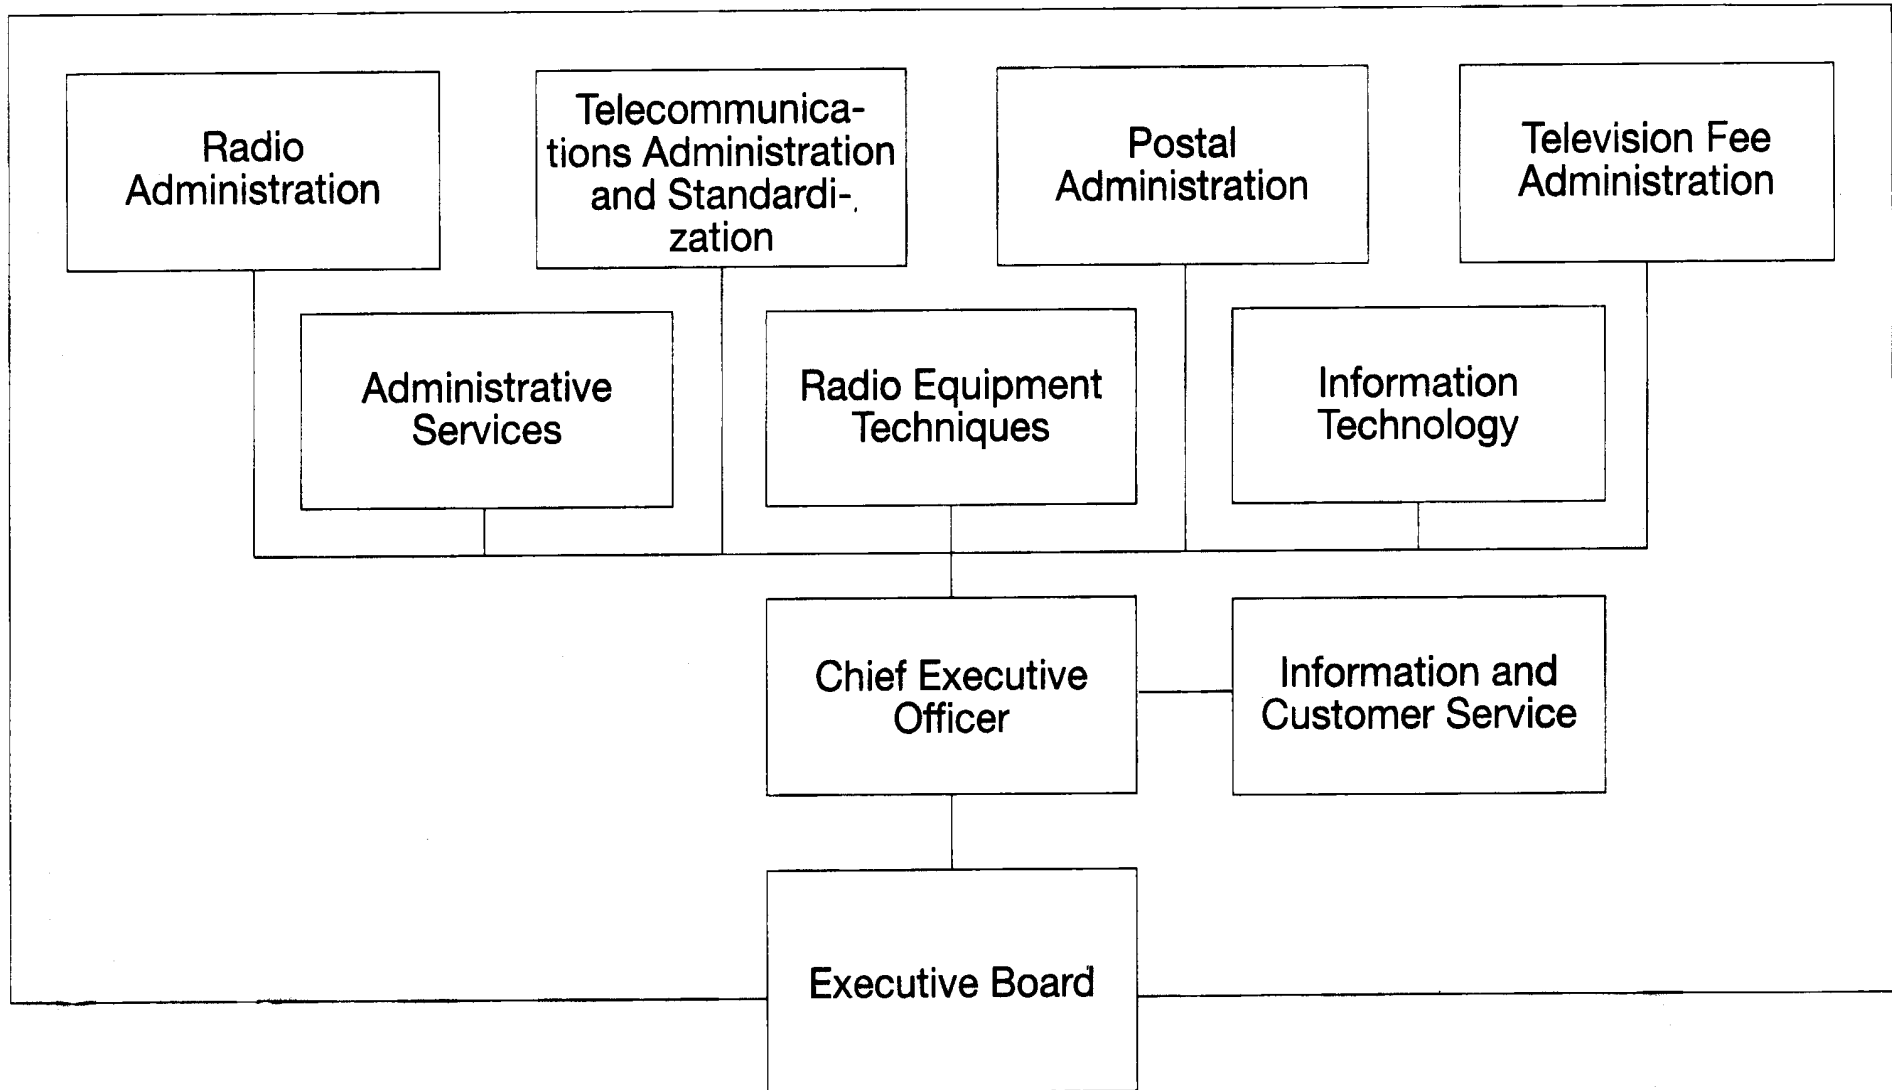 Radio
Administration
Telecommunica-
tions Administration
and Standardi-
zation
Postal
Administration
Television Fee
Administration
Administrative
Services
Radio Equipment
Techniques
Information
Technology
Chief Executive
Officer
Information and
Customer Service
Executive Board